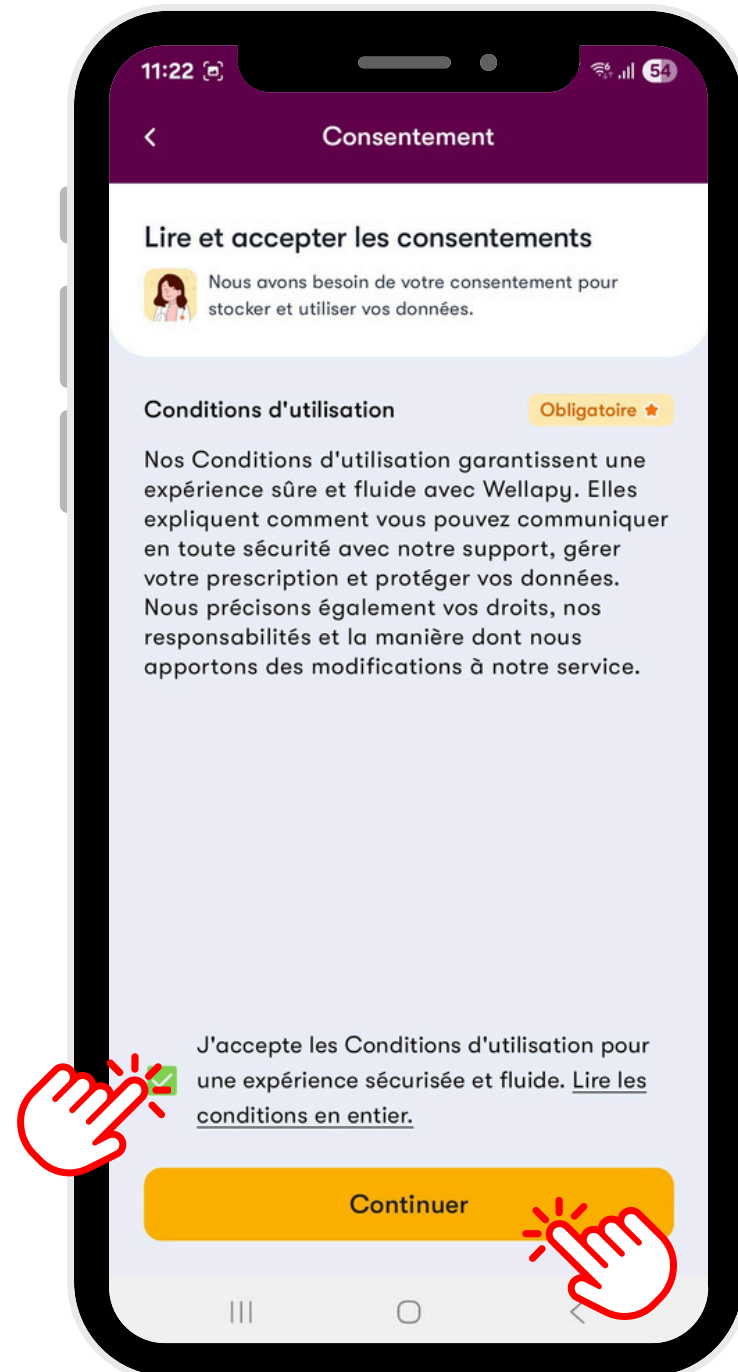 11:22
54
Consentement
Lire et accepter les consentements
Nous avons besoin de votre consentement pour
stocker et utiliser vos données.
Conditions d'utilisation
Obligatoire
Nos Conditions d'utilisation garantissent une
expérience sûre et fluide avec Wellapy. Elles
expliquent comment vous pouvez communiquer
en toute sécurité avec notre support, gérer
votre prescription et protéger vos données.
Nous précisons également vos droits, nos
responsabilités et la manière dont nous
apportons des modifications à notre service.
J'accepte les Conditions d'utilisation pour
une expérience sécurisée et fluide. Lire les
conditions en entier.
Continuer